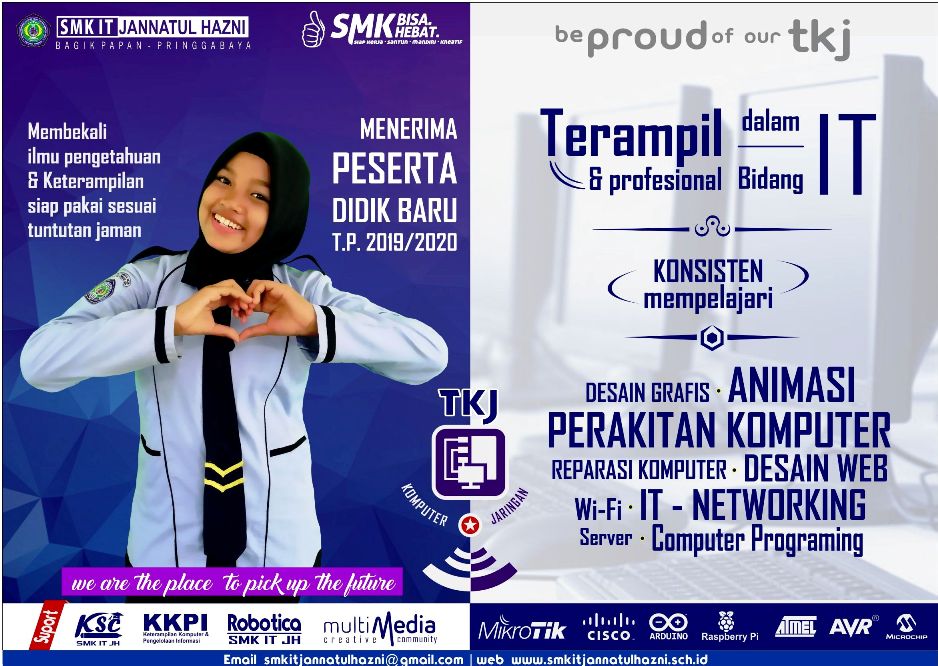 SMK IT JANNATUL HAZNI
BAGIK PAPAN - PRINGGABAYA
SMK BISA. HEBAT.
SIAP KERJA • SANTUN • MANDIRI • KREATIF
Membekali
ilmu pengetahuan
& Keterampilan
siap pakai sesuai
tuntutan jaman
MENERIMA
PESERTA
DIDIK BARU
T.P. 2019/2020
be proud of our tkj
Terampil dalam IT
& profesional Bidang
KONSISTEN
mempelajari
DESAIN GRAFIS • ANIMASI
PERAKITAN KOMPUTER
REPARASI KOMPUTER • DESAIN WEB
Wi-Fi • IT - NETWORKING
Server • Computer Programing
TKJ
KOMPUTER JARINGAN
we are the place to pick up the future
Suport
KSC
SMK IT JH
KKPI
Keterampilan Komputer &
Pengelolaan Informasi
Robotica
SMK IT JH
multiMedia
creative community
MikroTik
CISCO
ARDUINO
Raspberry Pi
ATMEL
AVR
MICROCHIP
Email smkitjannatulhazni@gmail.com | web www.smkitjannatulhazni.sch.id